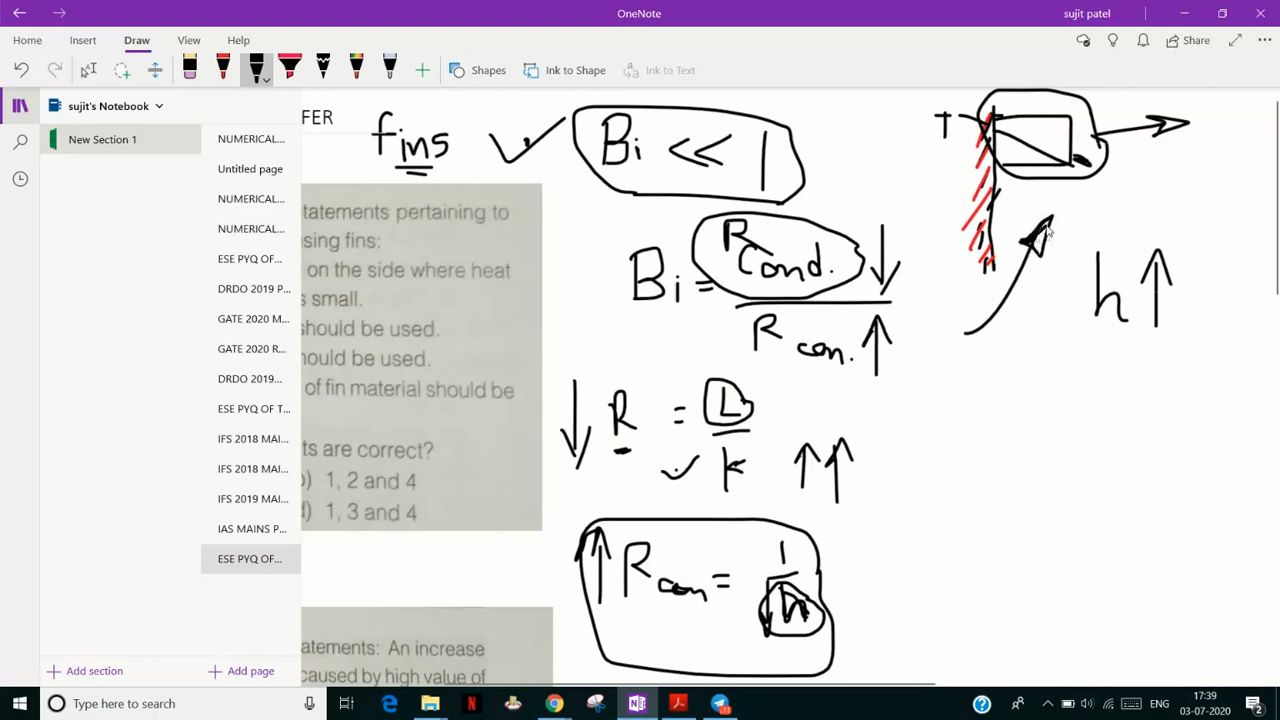 OneNote
sujit patel
Home Insert Draw View Help
Share
Shapes Ink to Shape Ink to Text
sujit's Notebook
New Section 1
NUMERICAL...
Untitled page
NUMERICAL...
NUMERICAL...
ESE PYQ OF...
DRDO 2019 P...
GATE 2020 M...
GATE 2020 R...
DRDO 2019...
ESE PYQ OF T...
IFS 2018 MAI...
IFS 2018 MAI...
IFS 2019 MAI...
IAS MAINS P...
ESE PYQ OF...
Add section
Add page
FER
fins ✓ Bi << 1
tatements pertaining to
sing fins:
on the side where heat
s small.
should be used.
should be used.
of fin material should be
ts are correct?
) 1, 2 and 4
) 1, 3 and 4
Bi = R cond. ↓
R con. ↑
↓ R = L
k ↑↑
↑ R con = 1
h
h ↑
atements: An increase
caused by high value of
Type here to search
ENG
17:39
03-07-2020
2